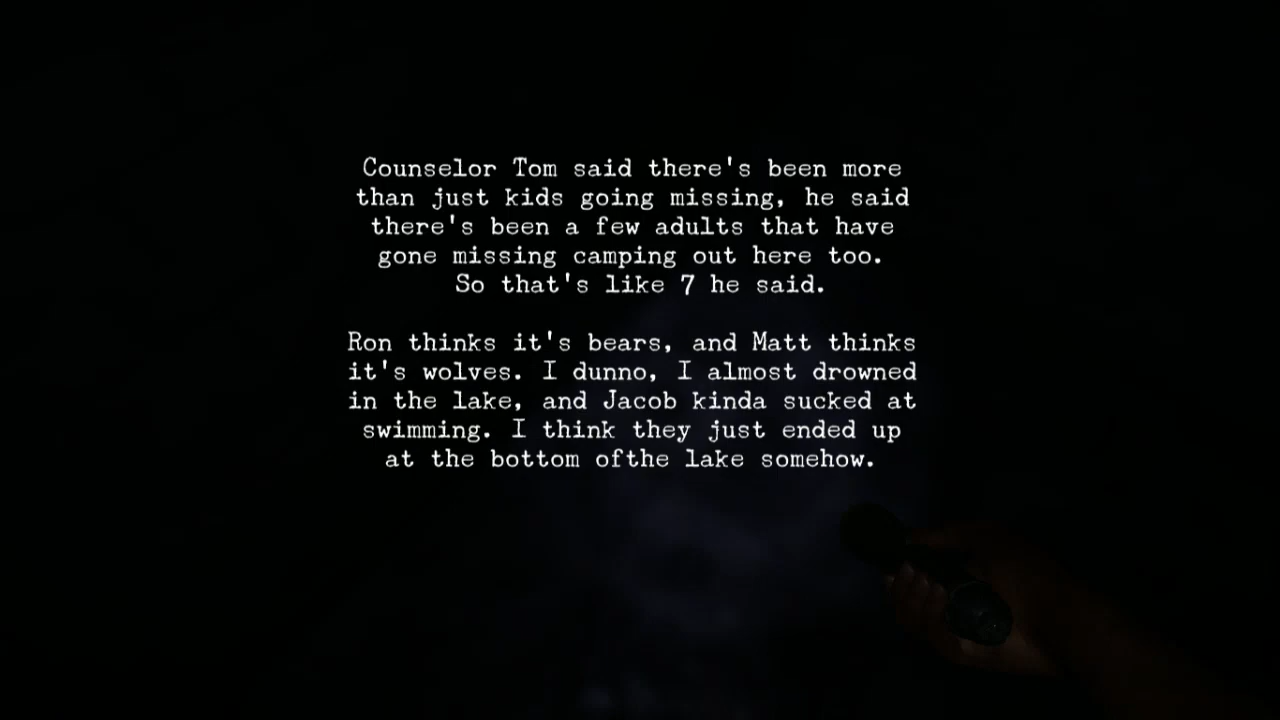 Counselor Tom said there's been more
than just kids going missing, he said
there's been a few adults that have
gone missing camping out here too.
So that's like 7 he said.
Ron thinks it's bears, and Matt thinks
it's wolves. I dunno, I almost drowned
in the lake, and Jacob kinda sucked at
swimming. I think they just ended up
at the bottom ofthe lake somehow.